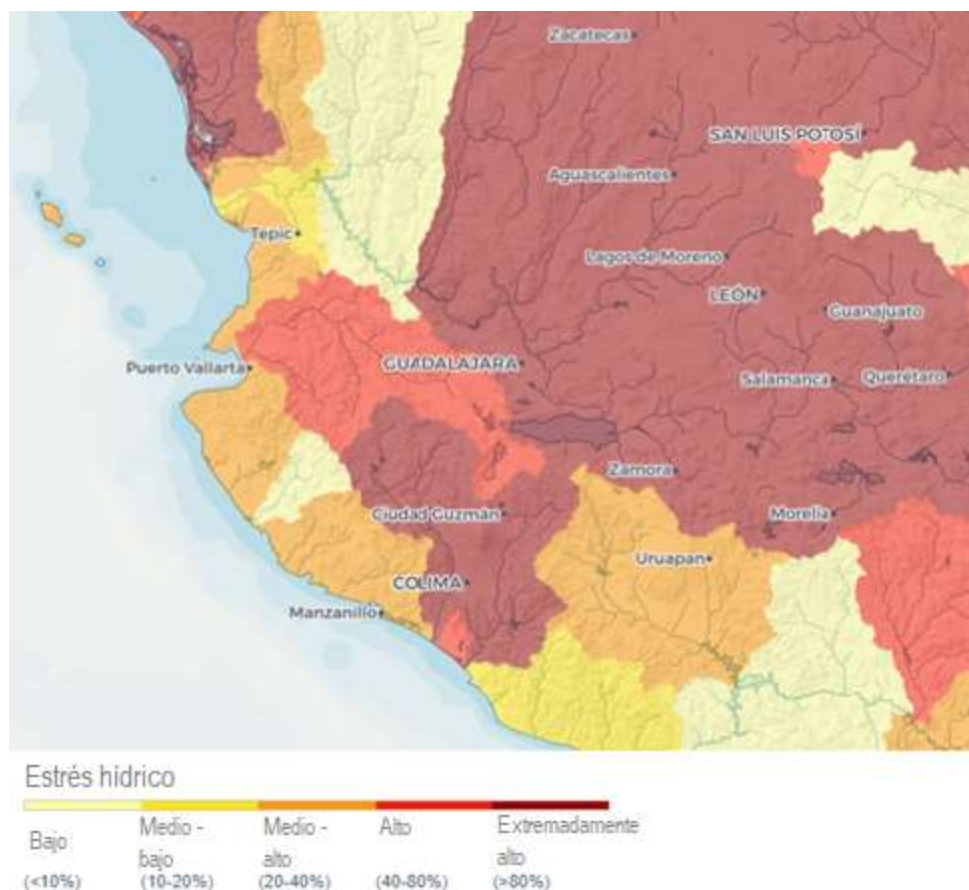 Zacatecas
SAN LUIS POTOSÍ
Aguascalientes
Tepic
Lagos de Moreno
LEÓN
Guanajuato
Puerto Vallarta
GUADALAJARA
Salamanca
Querétaro
Zamora
Ciudad Guzmán
Morelia
Uruapan
COLIMA
Manzanillo
Estrés hídrico
Bajo
(<10%)
Medio -
bajo
(10-20%)
Medio -
alto
(20-40%)
Alto
(40-80%)
Extremadamente
alto
(>80%)